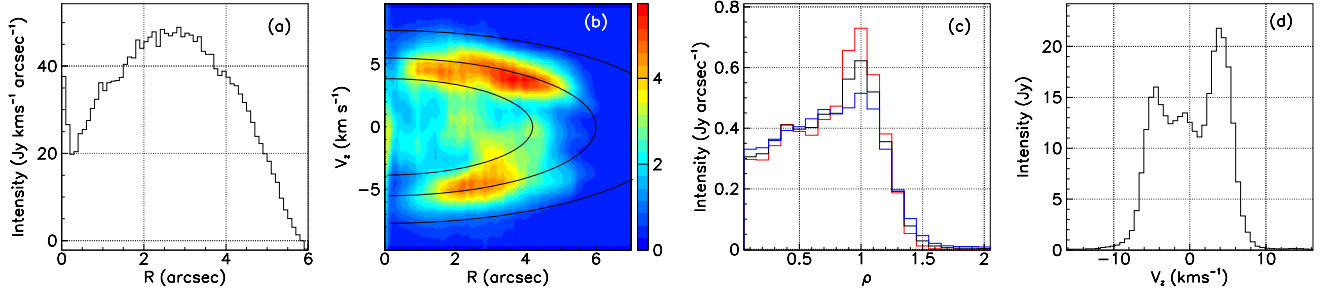 (a)
Intensity (Jy kms⁻¹ arcsec⁻¹)
40
20
0
0 2 4 6
R (arcsec)
(b)
V_z (km s⁻¹)
5
0
−5
0 2 4 6
R (arcsec)
4
2
0
(c)
Intensity (Jy arcsec⁻¹)
0.8
0.6
0.4
0.2
0
0.5 1 1.5 2
ρ
(d)
Intensity (Jy)
20
15
10
5
0
−10 0 10
V_z (kms⁻¹)